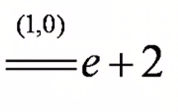 (1,0)
═══ e + 2